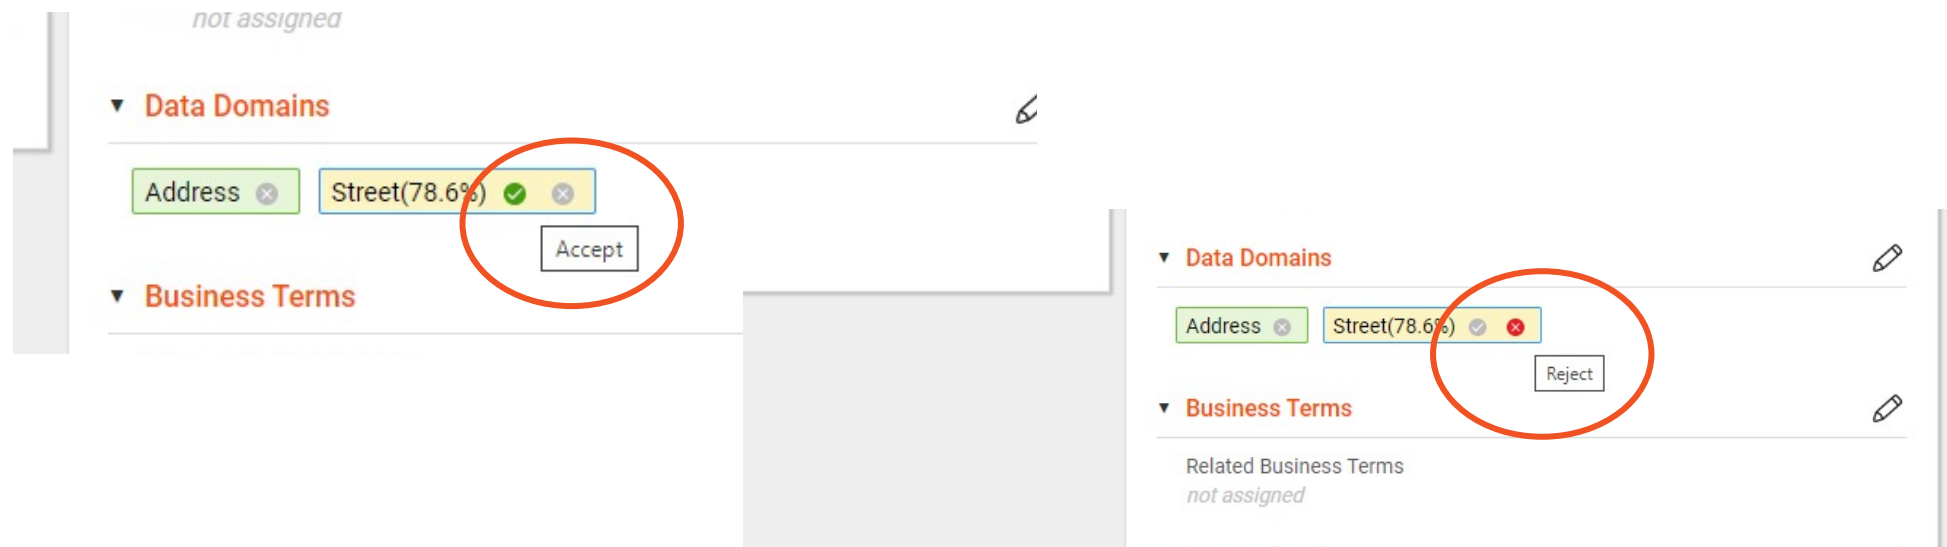 not assigned
Data Domains
Address Street(78.6%)
Accept
Business Terms
Data Domains
Address Street(78.6%)
Reject
Business Terms
Related Business Terms
not assigned